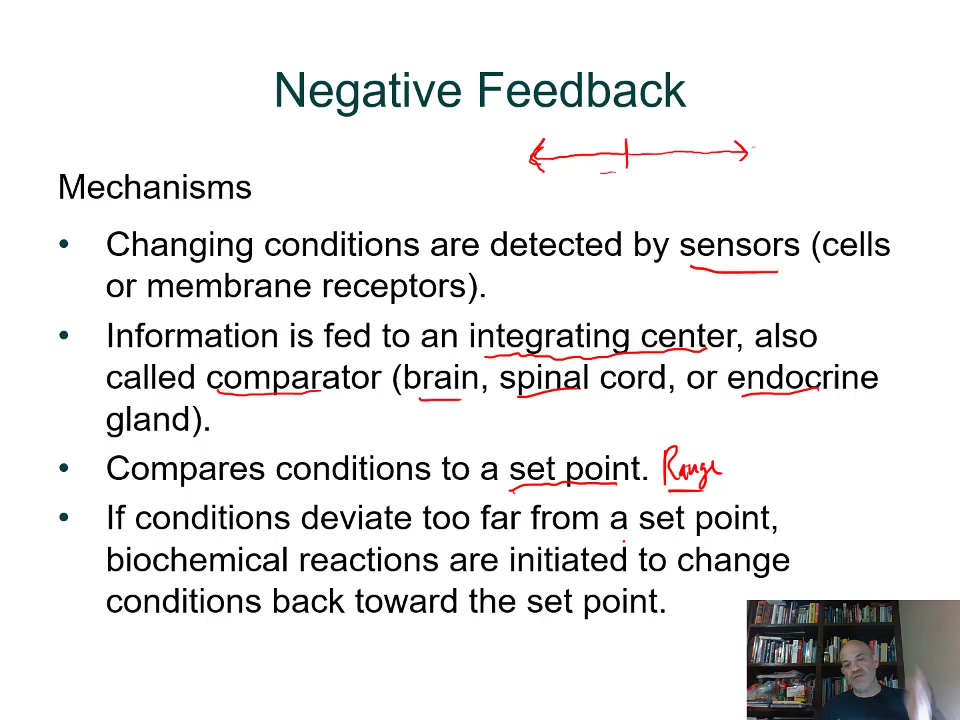 Negative Feedback
Mechanisms
• Changing conditions are detected by sensors (cells
or membrane receptors).
• Information is fed to an integrating center, also
called comparator (brain, spinal cord, or endocrine
gland).
• Compares conditions to a set point. Range
• If conditions deviate too far from a set point,
biochemical reactions are initiated to change
conditions back toward the set point.